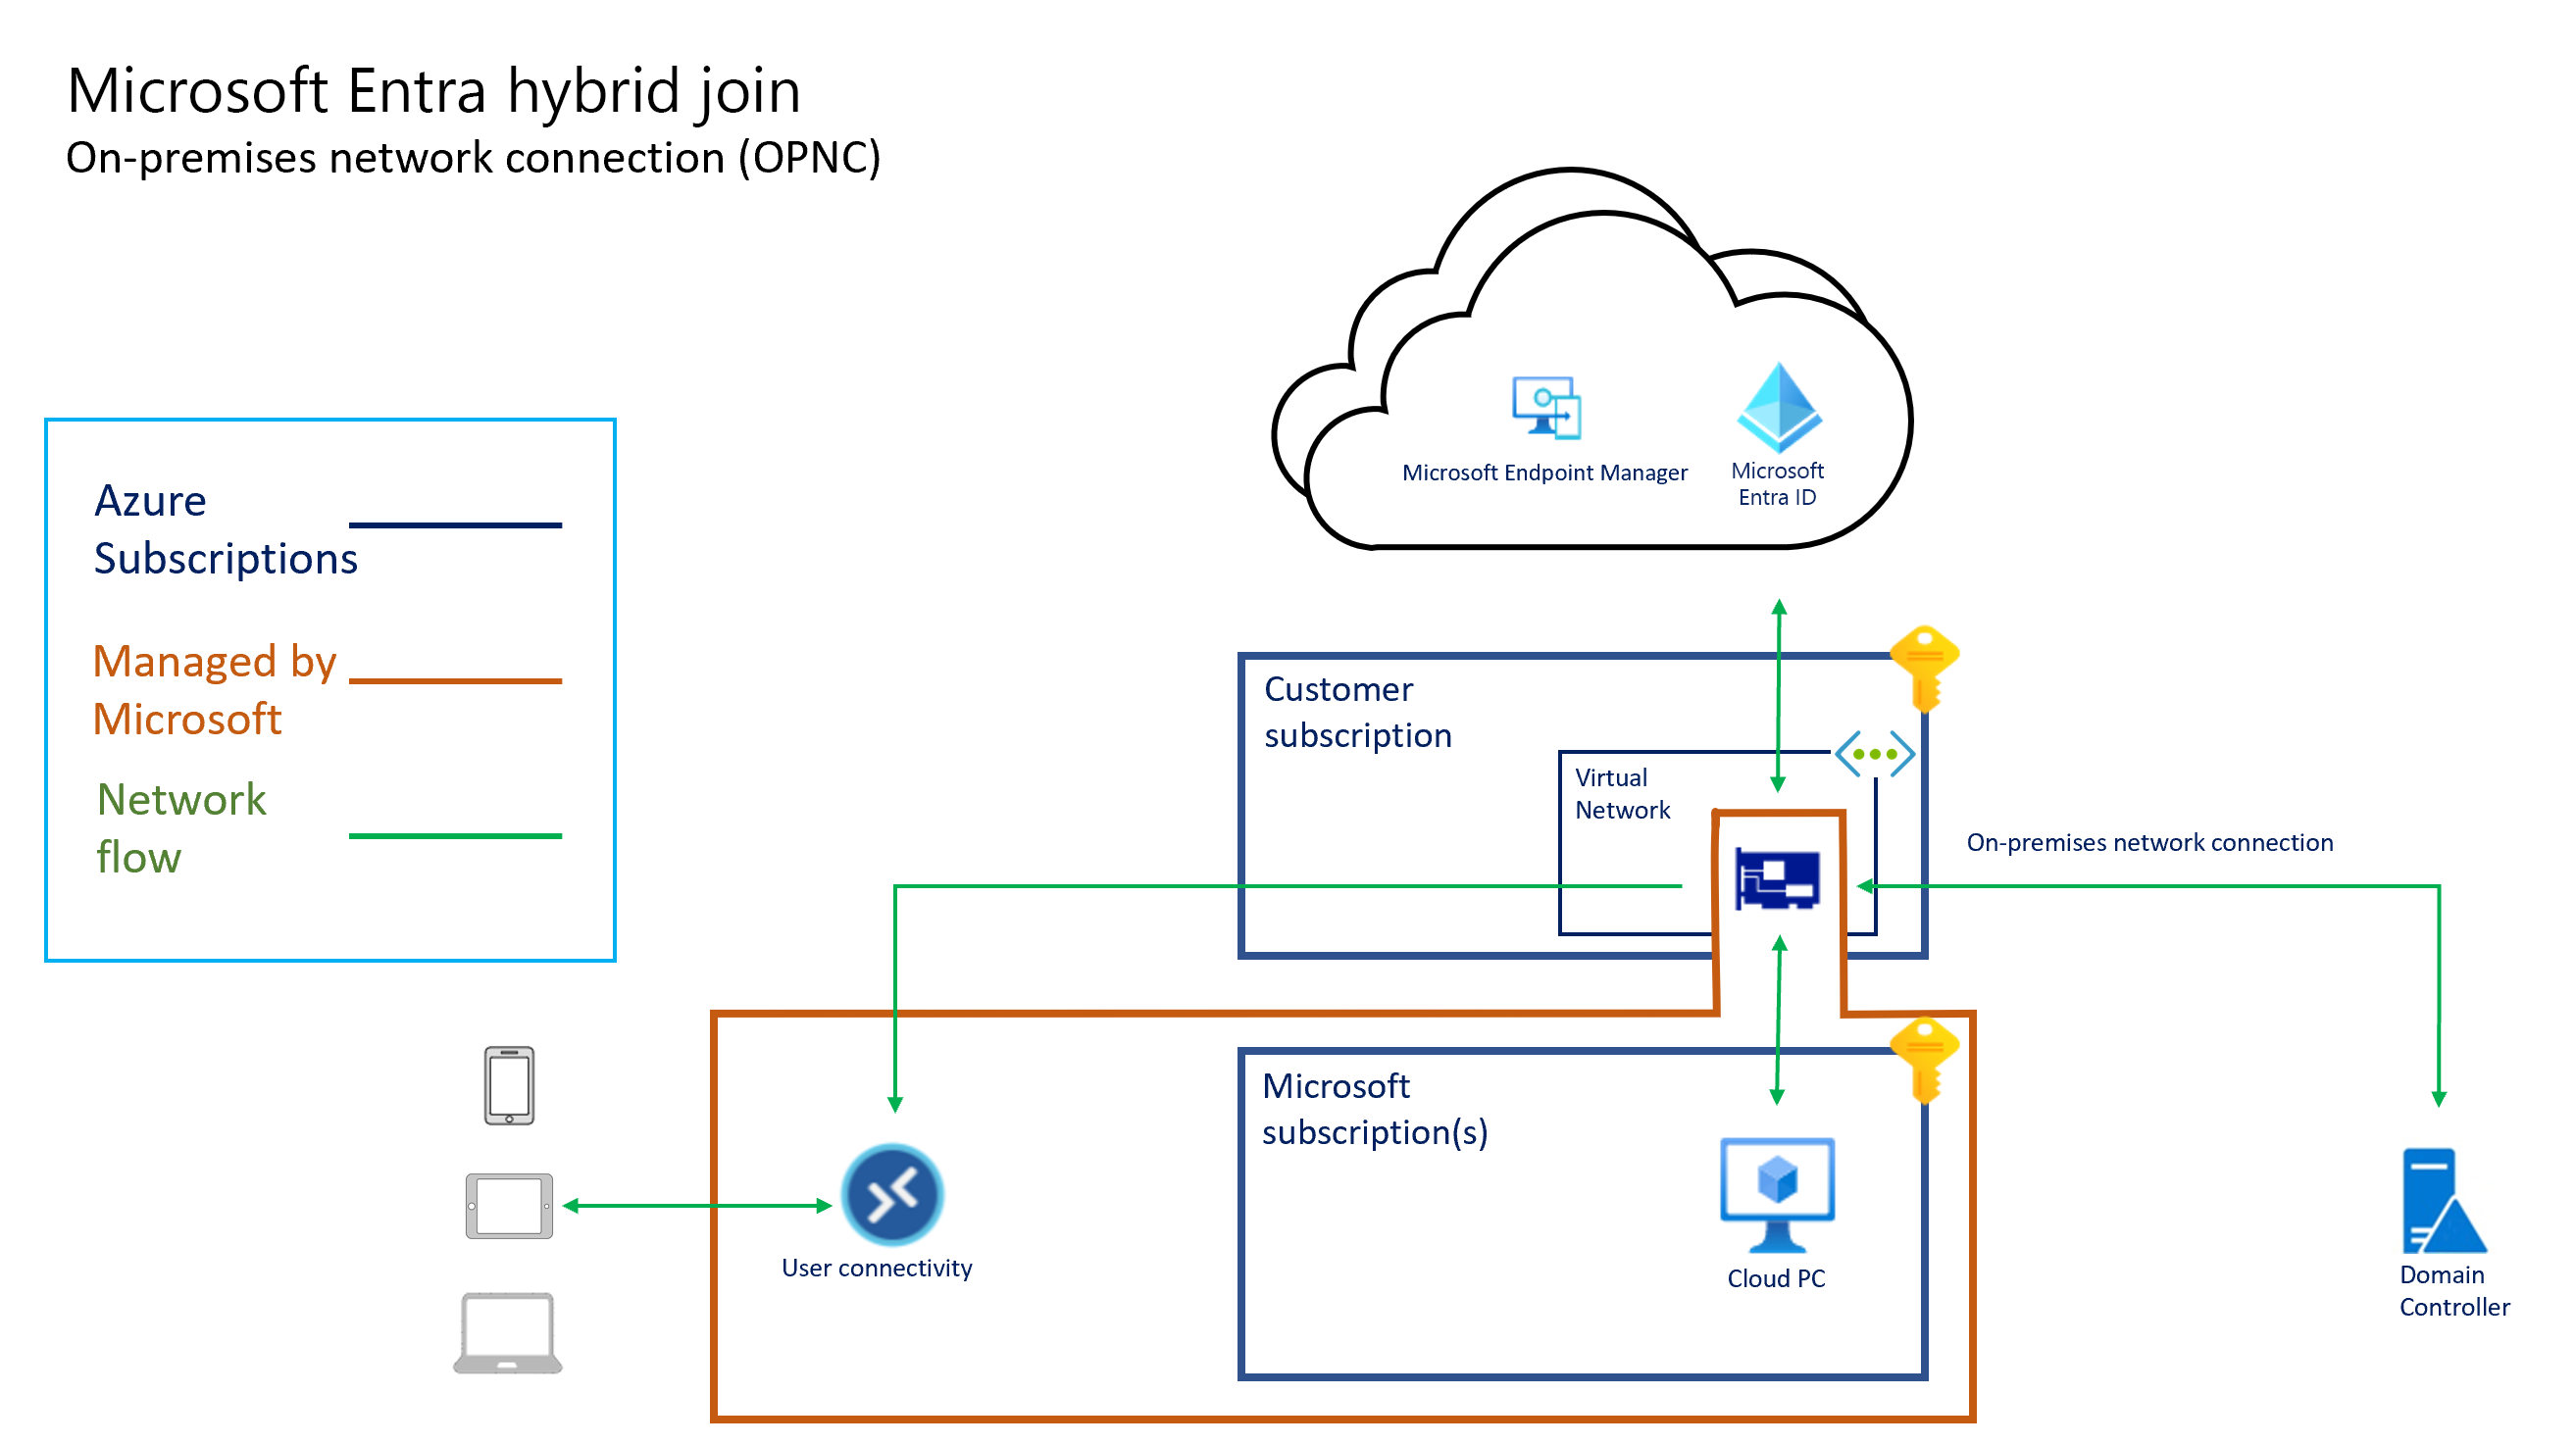 Microsoft Entra hybrid join
On-premises network connection (OPNC)
Azure
Subscriptions
Managed by
Microsoft
Network
flow
Microsoft Endpoint Manager
Microsoft
Entra ID
Customer
subscription
Virtual
Network
On-premises network connection
Microsoft
subscription(s)
User connectivity
Cloud PC
Domain
Controller